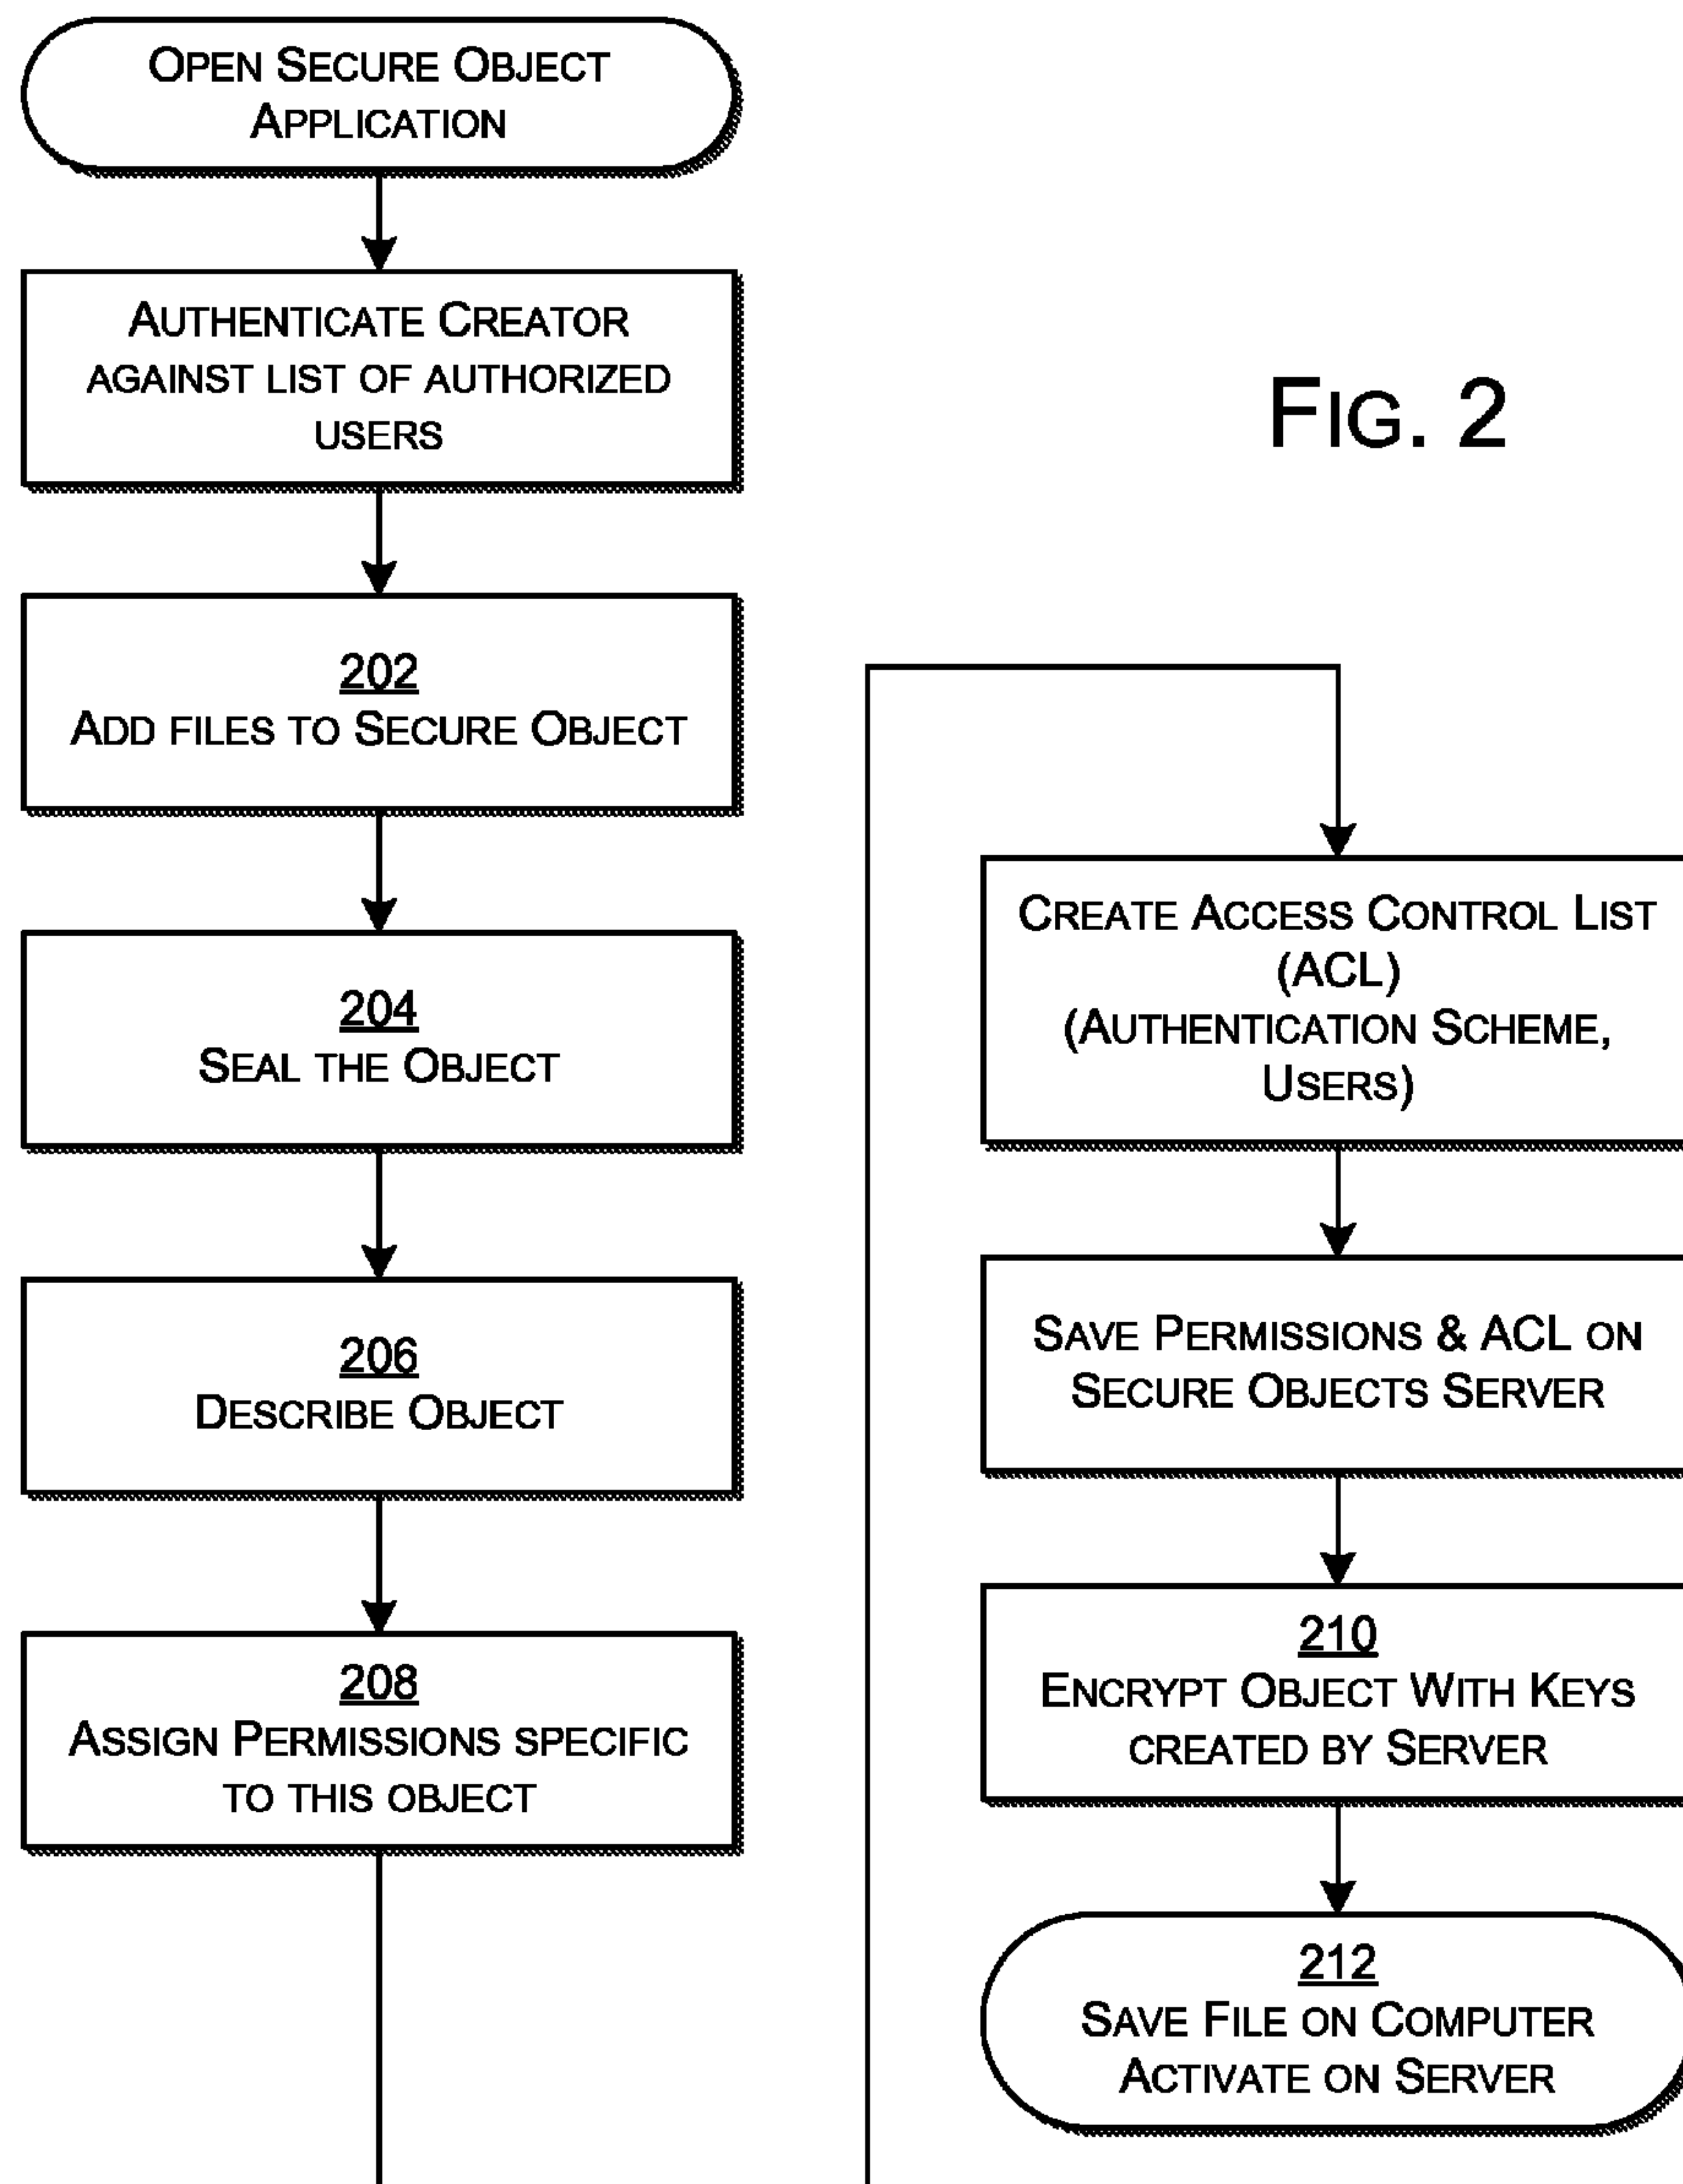 OPEN SECURE OBJECT
APPLICATION
AUTHENTICATE CREATOR
AGAINST LIST OF AUTHORIZED
USERS
202
ADD FILES TO SECURE OBJECT
204
SEAL THE OBJECT
206
DESCRIBE OBJECT
208
ASSIGN PERMISSIONS SPECIFIC
TO THIS OBJECT
FIG. 2
CREATE ACCESS CONTROL LIST
(ACL)
(AUTHENTICATION SCHEME,
USERS)
SAVE PERMISSIONS & ACL ON
SECURE OBJECTS SERVER
210
ENCRYPT OBJECT WITH KEYS
CREATED BY SERVER
212
SAVE FILE ON COMPUTER
ACTIVATE ON SERVER